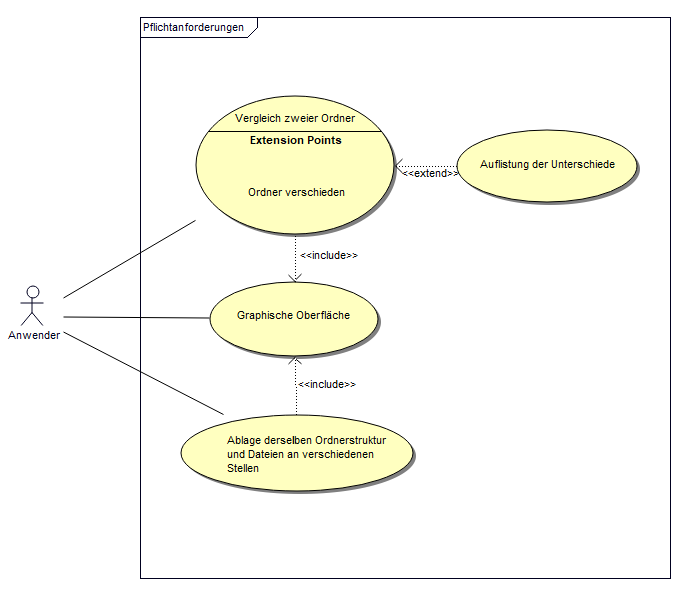 Pflichtanforderungen
Vergleich zweier Ordner
Extension Points
Ordner verschieden
<<extend>>
Auflistung der Unterschiede
<<include>>
Graphische Oberfläche
Anwender
<<include>>
Ablage derselben Ordnerstruktur
und Dateien an verschiedenen
Stellen